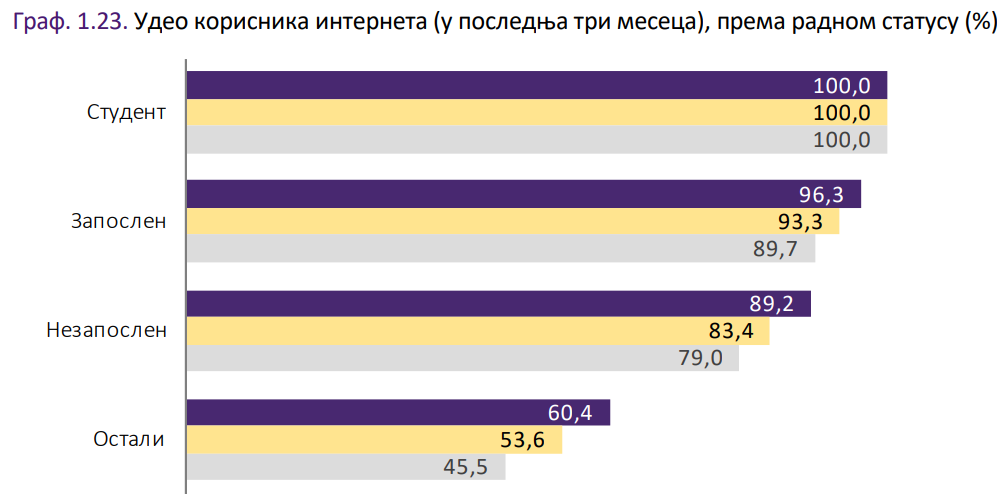 Граф. 1.23. Удео корисника интернета (у последња три месеца), према радном статусу (%)
Студент
100,0
100,0
100,0
Запослен
96,3
93,3
89,7
Незапослен
89,2
83,4
79,0
Остали
60,4
53,6
45,5